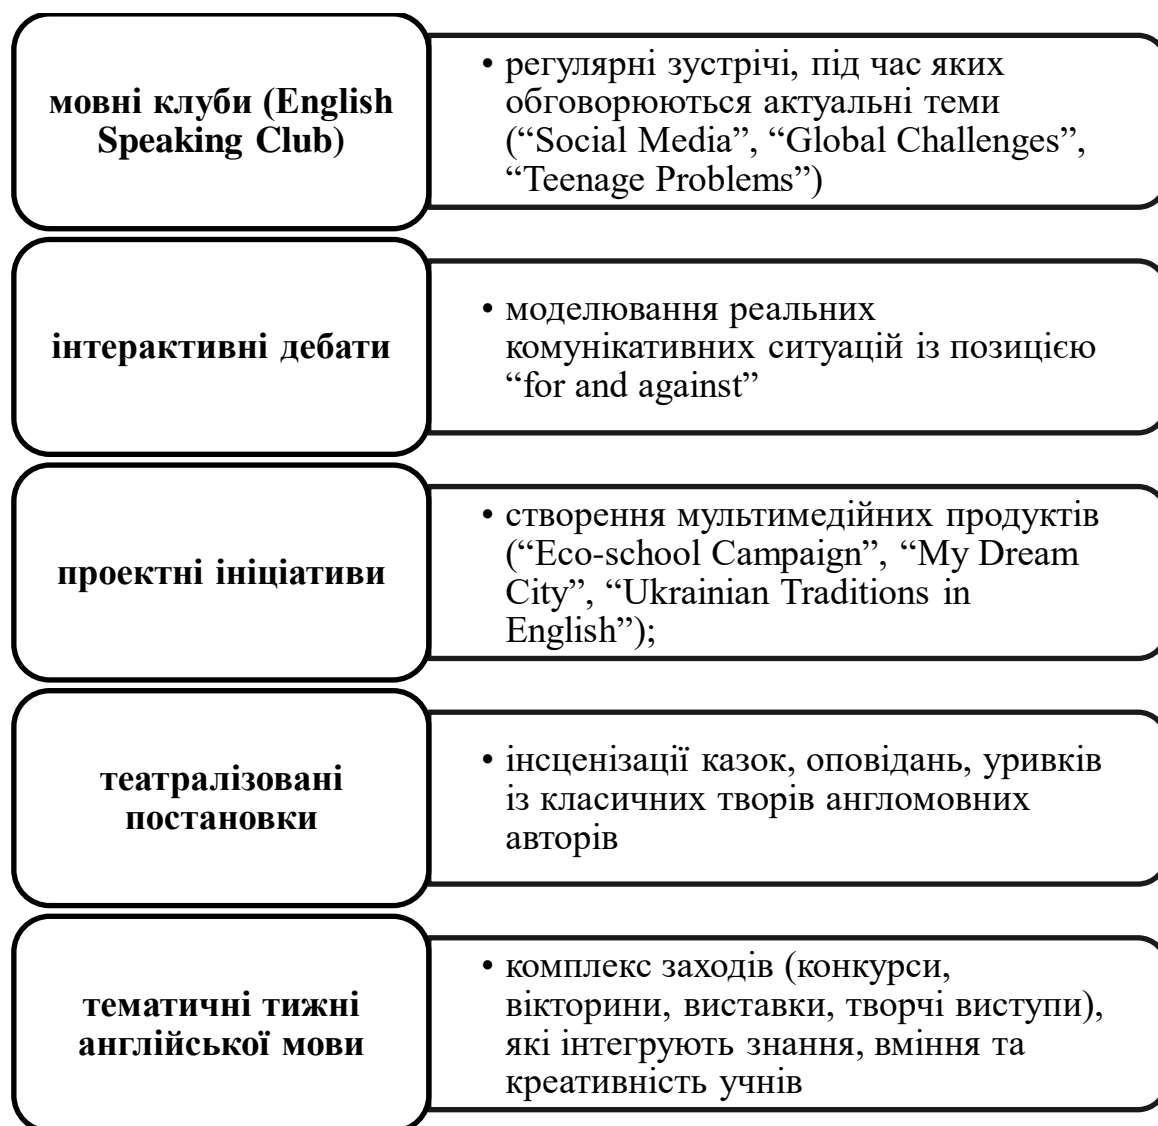 мовні клуби (English
Speaking Club)
• регулярні зустрічі, під час яких
обговорюються актуальні теми
(“Social Media”, “Global Challenges”,
“Teenage Problems”)
інтерактивні дебати
• моделювання реальних
комунікативних ситуацій із позицією
“for and against”
проектні ініціативи
• створення мультимедійних продуктів
(“Eco-school Campaign”, “My Dream
City”, “Ukrainian Traditions in
English”);
театралізовані
постановки
• інсценізації казок, оповідань, уривків
із класичних творів англомовних
авторів
тематичні тижні
англійської мови
• комплекс заходів (конкурси,
вікторини, виставки, творчі виступи),
які інтегрують знання, вміння та
креативність учнів